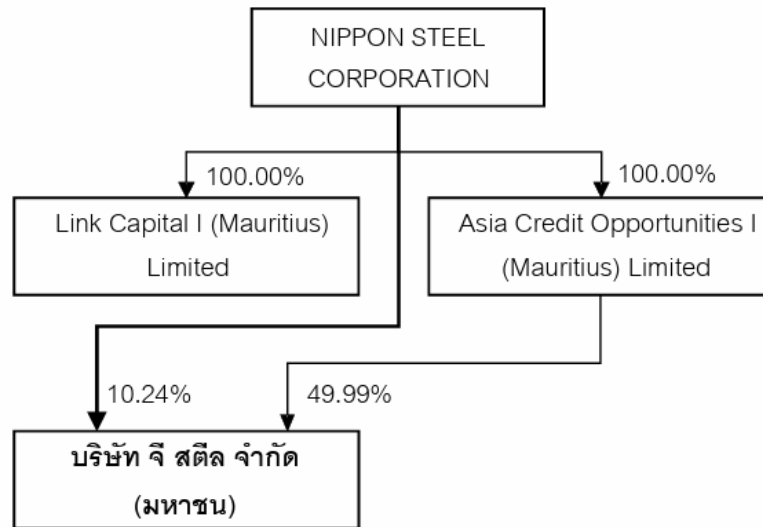 NIPPON STEEL
CORPORATION
100.00%
100.00%
Link Capital I (Mauritius)
Limited
Asia Credit Opportunities I
(Mauritius) Limited
10.24%
49.99%
บริษัท จี สตีล จำกัด
(มหาชน)